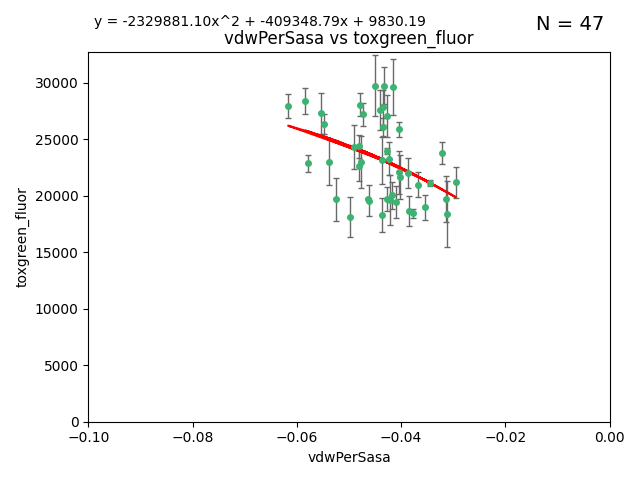 y = -2329881.10x^2 + -409348.79x + 9830.19
N = 47
vdwPerSasa vs toxgreen_fluor
30000
25000
20000
15000
10000
5000
0
toxgreen_fluor
−0.10
−0.08
−0.06
−0.04
−0.02
0.00
vdwPerSasa